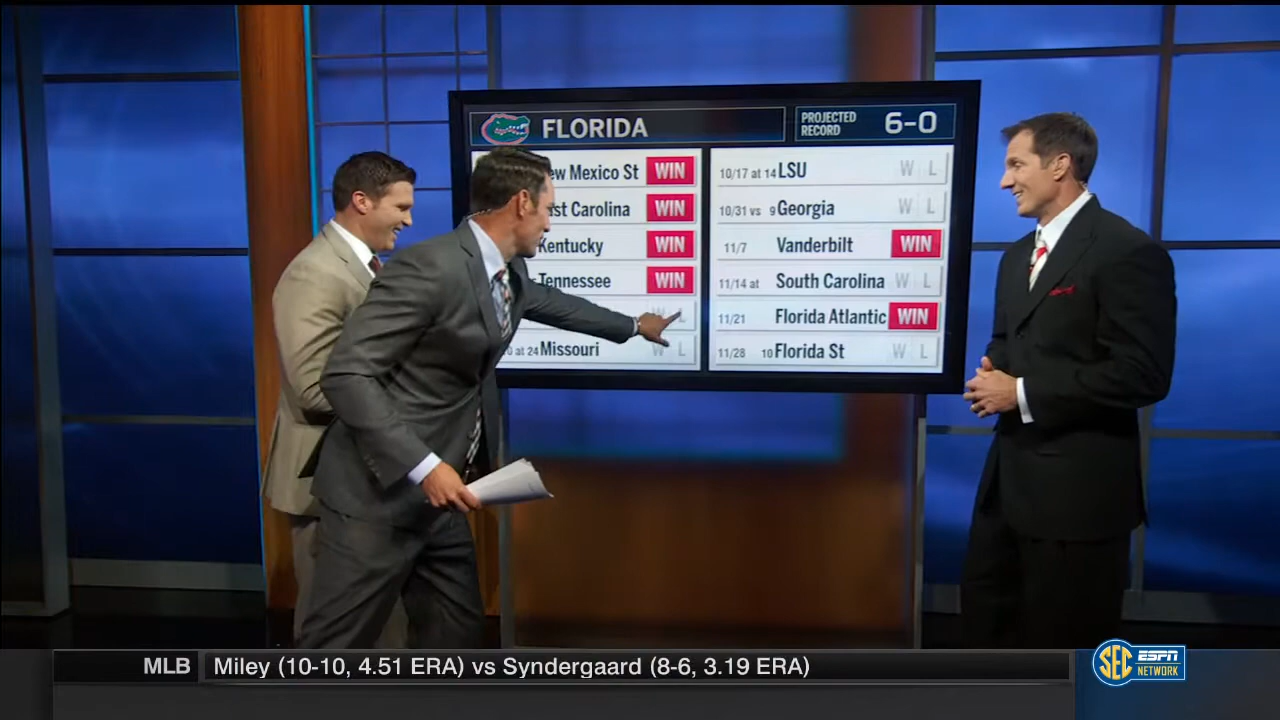 FLORIDA
PROJECTED
RECORD
6-0
ew Mexico St WIN
st Carolina WIN
Kentucky WIN
Tennessee WIN
W L
0 at 24 Missouri W L
10/17 at 14 LSU W L
10/31 vs 9 Georgia W L
11/7 Vanderbilt WIN
11/14 at South Carolina W L
11/21 Florida Atlantic WIN
11/28 10 Florida St W L
MLB Miley (10-10, 4.51 ERA) vs Syndergaard (8-6, 3.19 ERA)
SEC ESPN
NETWORK